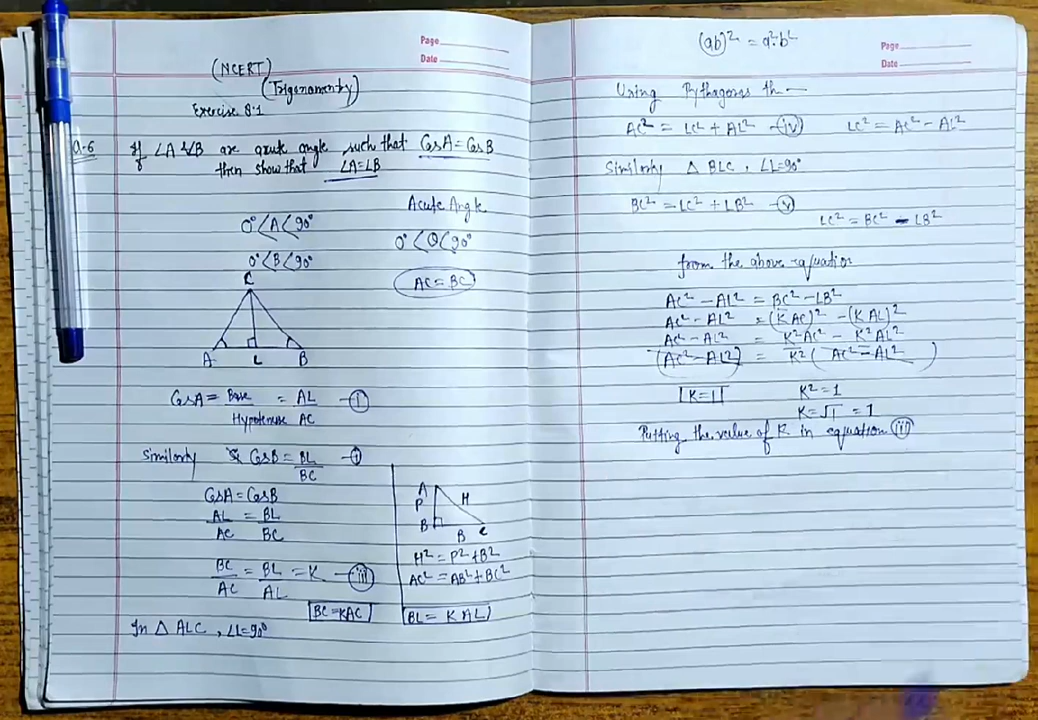 Page
Date
(NCERT)
(Trigonometry)
Exercise 8.1
Q.6 If ∠A & ∠B are acute angle such that CosA = CosB
then show that ∠A=∠B
Acute Angle
0°<A<90°
0°<θ<90°
0°<B<90°
AC = BC
C
A L B
CosA = Base = AL —(i)
Hypotenuse AC
Similarly CosB = BL
BC
CosA = CosB
AL = BL
AC BC
BC = BL = K —(iii)
AC AL
BC = KAC
BL = K AL
In △ ALC, ∠L=90°
A
P H
B
B C
H² = P² + B²
AC² = AB² + BC²
(ab)² = a².b²
Page
Date
Using Pythagoras th —
AC² = LC² + AL² —(iv) LC² = AC² - AL²
Similarly △ BLC, ∠L=90°
BC² = LC² + LB² —(v)
LC² = BC² - LB²
from the above equation
AC² - AL² = BC² - LB²
AC² - AL² = (K AC)² - (K AL)²
AC² - AL² = K²AC² - K²AL²
(AC² - AL²) = K² (AC² - AL²)
K=1 K² = 1
K = √1 = 1
Putting the value of K in equation (iii)